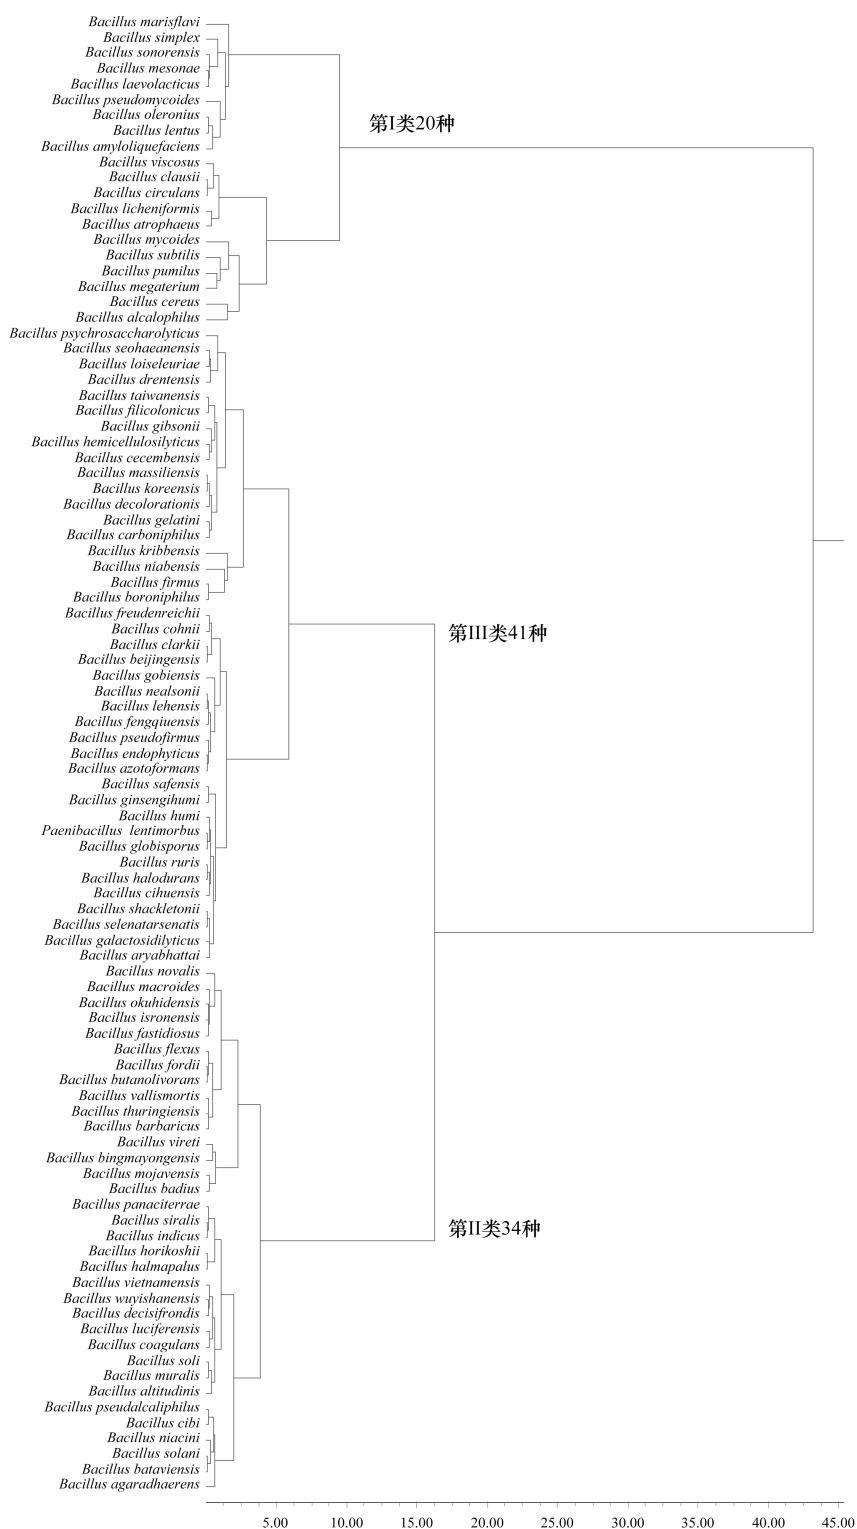 Bacillus marisflavi
Bacillus simplex
Bacillus sonorensis
Bacillus mesonae
Bacillus laevolacticus
Bacillus pseudomycoides
Bacillus oleronius
第I类20种
Bacillus lentus
Bacillus amyloliquefaciens
Bacillus viscosus
Bacillus clausii
Bacillus circulans
Bacillus licheniformis
Bacillus atrophaeus
Bacillus mycoides
Bacillus subtilis
Bacillus pumilus
Bacillus megaterium
Bacillus cereus
Bacillus alcalophilus
Bacillus psychrosaccharolyticus
Bacillus seohaeanensis
Bacillus loiseleuriae
Bacillus drentensis
Bacillus taiwanensis
Bacillus filicolonicus
Bacillus gibsonii
Bacillus hemicellulosilyticus
Bacillus cecembensis
Bacillus massiliensis
Bacillus koreensis
Bacillus decolorationis
Bacillus gelatini
Bacillus carboniphilus
Bacillus kribbensis
Bacillus niabensis
Bacillus firmus
Bacillus boroniphilus
Bacillus freudenreichii
Bacillus cohnii
第III类41种
Bacillus clarkii
Bacillus beijingensis
Bacillus gobiensis
Bacillus nealsonii
Bacillus lehensis
Bacillus fengqiuensis
Bacillus pseudofirmus
Bacillus endophyticus
Bacillus azotoformans
Bacillus safensis
Bacillus ginsengihumi
Bacillus humi
Paenibacillus lentimorbus
Bacillus globisporus
Bacillus ruris
Bacillus halodurans
Bacillus cihuensis
Bacillus shackletonii
Bacillus selenatarsenatis
Bacillus galactosidilyticus
Bacillus aryabhattai
Bacillus novalis
Bacillus macroides
Bacillus okuhidensis
Bacillus isronensis
Bacillus fastidiosus
Bacillus flexus
Bacillus fordii
Bacillus butanolivorans
Bacillus vallismortis
Bacillus thuringiensis
Bacillus barbaricus
Bacillus vireti
Bacillus bingmayongensis
Bacillus mojavensis
Bacillus badius
Bacillus panaciterrae
Bacillus siralis
第II类34种
Bacillus indicus
Bacillus horikoshii
Bacillus halmapalus
Bacillus vietnamensis
Bacillus wuyishanensis
Bacillus decisifrondis
Bacillus luciferensis
Bacillus coagulans
Bacillus soli
Bacillus muralis
Bacillus altitudinis
Bacillus pseudalcaliphilus
Bacillus cibi
Bacillus niacini
Bacillus solani
Bacillus bataviensis
Bacillus agaradhaerens
5.00 10.00 15.00 20.00 25.00 30.00 35.00 40.00 45.00